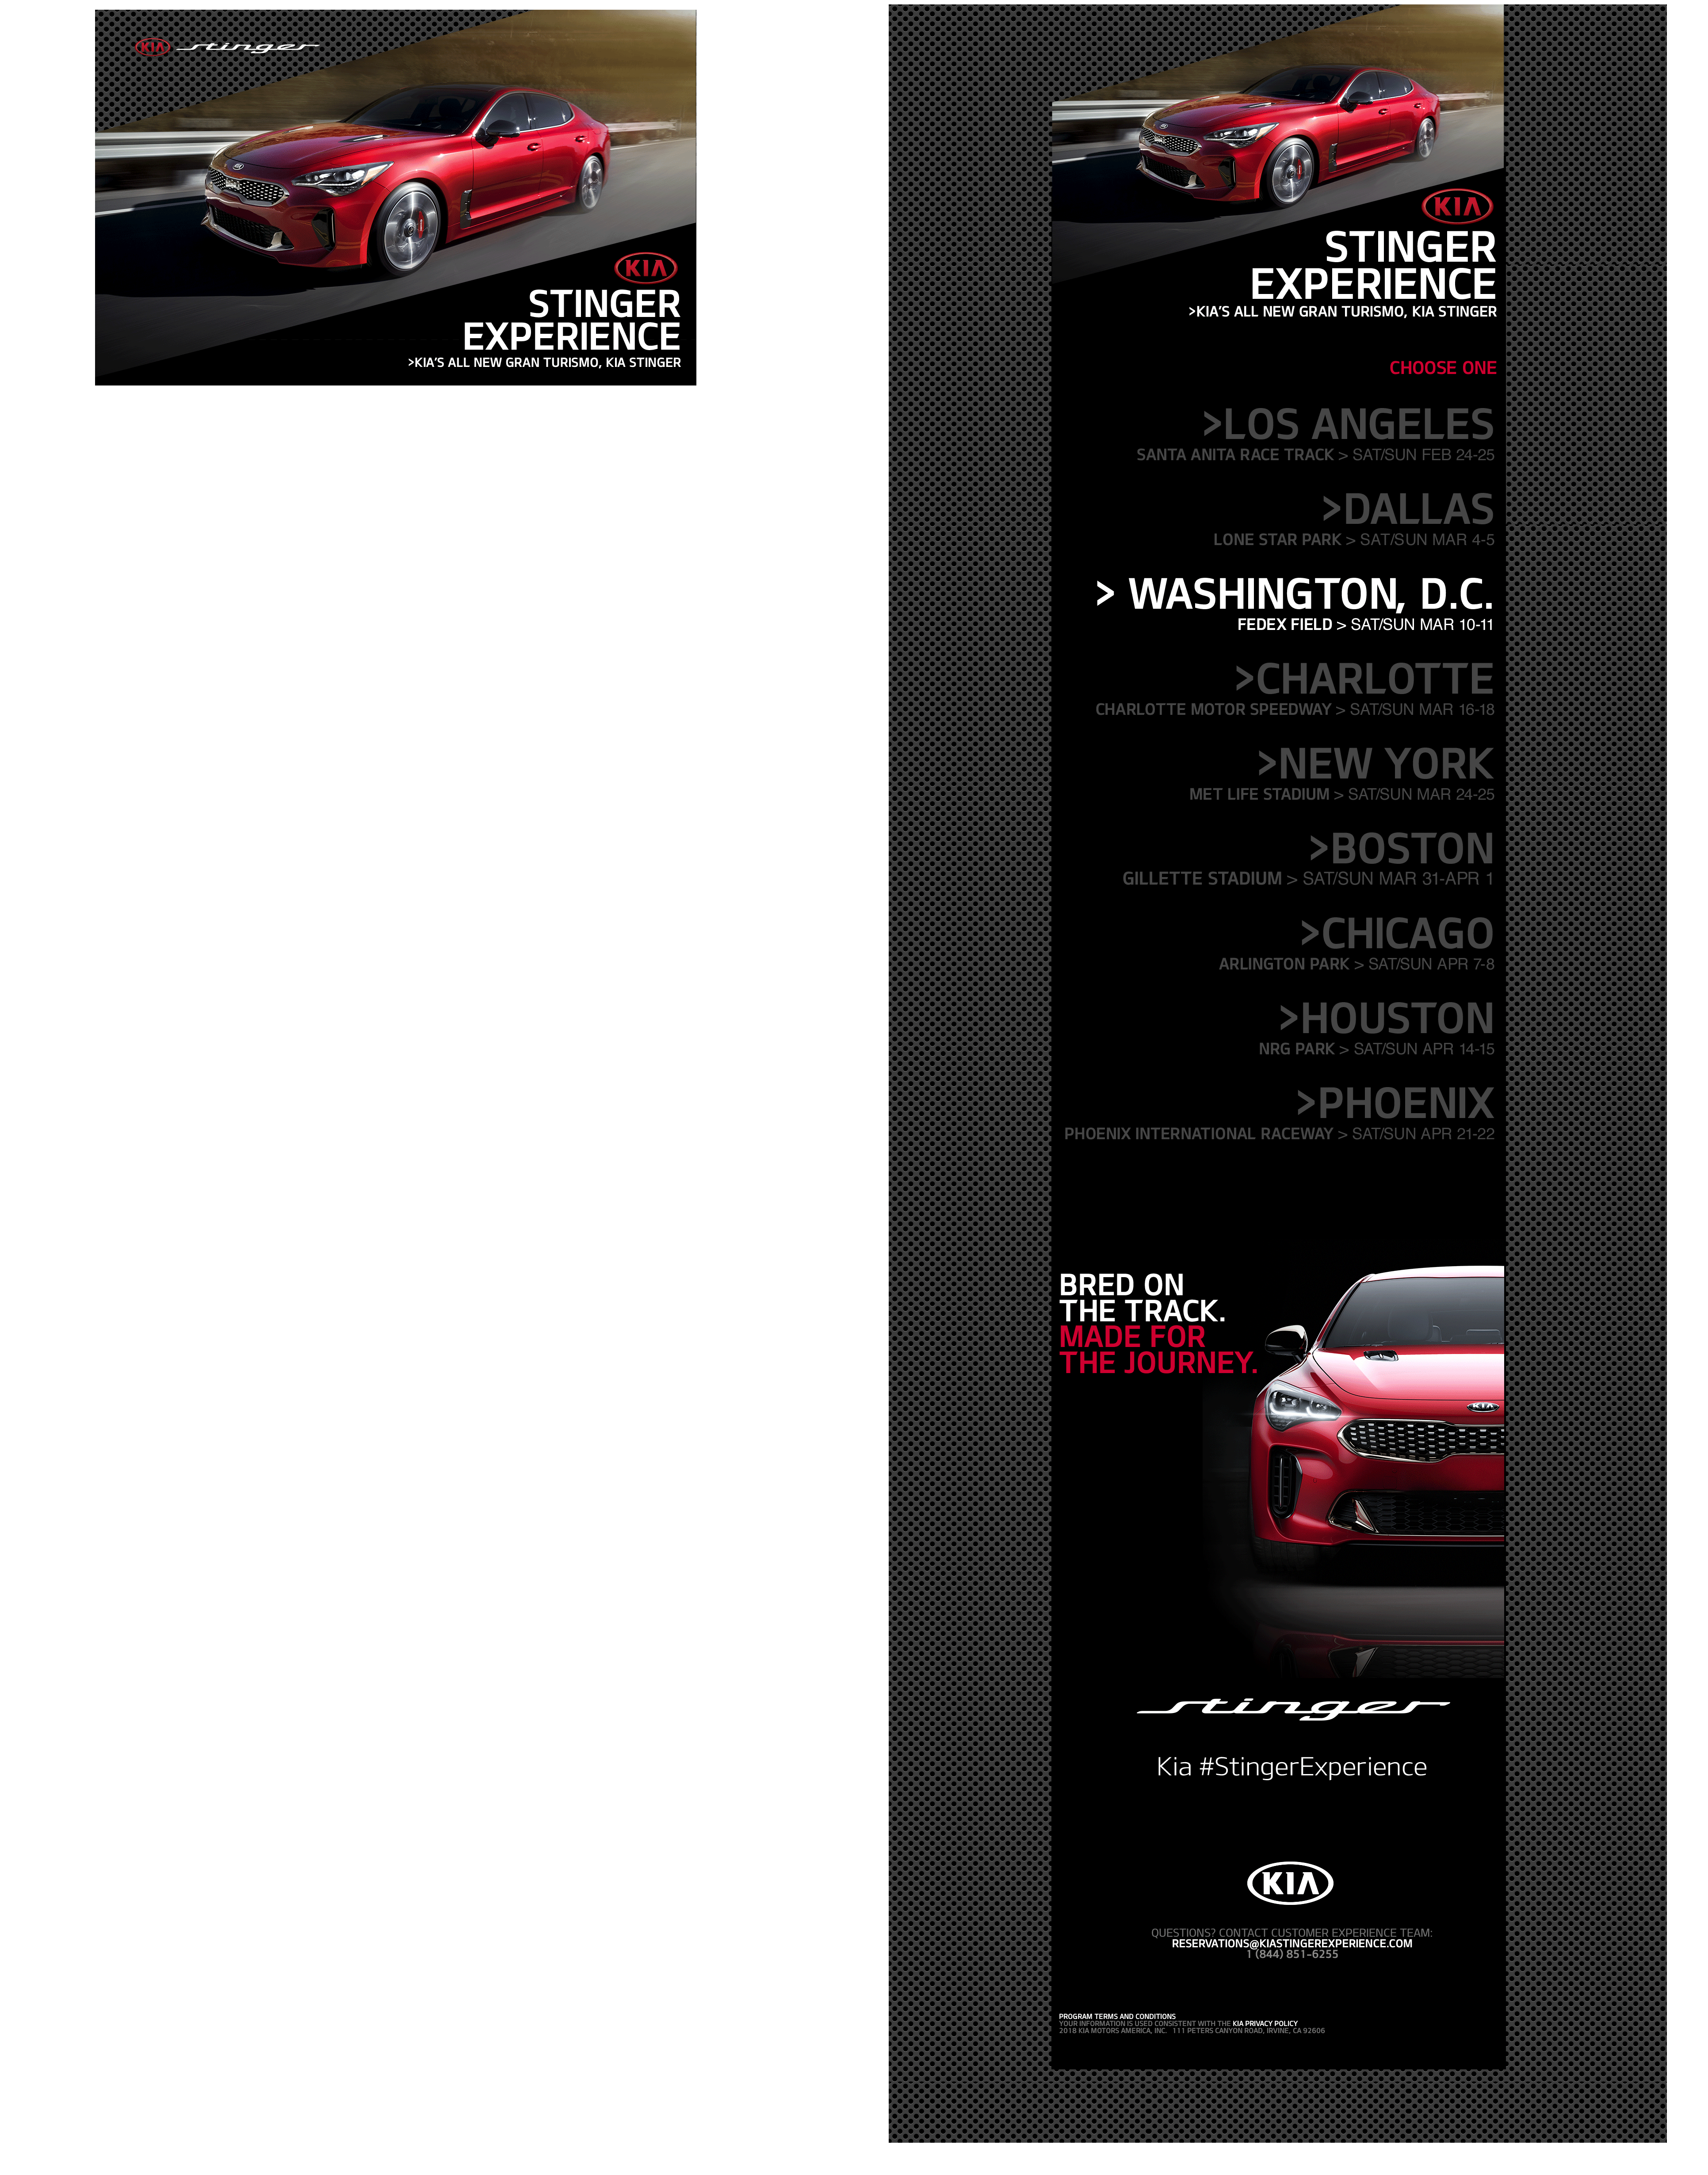 KIA stinger
KIA
STINGER
EXPERIENCE
>KIA'S ALL NEW GRAN TURISMO, KIA STINGER
KIA
STINGER
EXPERIENCE
>KIA'S ALL NEW GRAN TURISMO, KIA STINGER
CHOOSE ONE
>LOS ANGELES
SANTA ANITA RACE TRACK > SAT/SUN FEB 24-25
>DALLAS
LONE STAR PARK > SAT/SUN MAR 4-5
> WASHINGTON, D.C.
FEDEX FIELD > SAT/SUN MAR 10-11
>CHARLOTTE
CHARLOTTE MOTOR SPEEDWAY > SAT/SUN MAR 16-18
>NEW YORK
MET LIFE STADIUM > SAT/SUN MAR 24-25
>BOSTON
GILLETTE STADIUM > SAT/SUN MAR 31-APR 1
>CHICAGO
ARLINGTON PARK > SAT/SUN APR 7-8
>HOUSTON
NRG PARK > SAT/SUN APR 14-15
>PHOENIX
PHOENIX INTERNATIONAL RACEWAY > SAT/SUN APR 21-22
BRED ON
THE TRACK.
MADE FOR
THE JOURNEY.
KIA
stinger
Kia #StingerExperience
KIA
QUESTIONS? CONTACT CUSTOMER EXPERIENCE TEAM:
RESERVATIONS@KIASTINGEREXPERIENCE.COM
1 (844) 851-6255
PROGRAM TERMS AND CONDITIONS
YOUR INFORMATION IS USED CONSISTENT WITH THE KIA PRIVACY POLICY
2018 KIA MOTORS AMERICA, INC. 111 PETERS CANYON ROAD, IRVINE, CA 92606